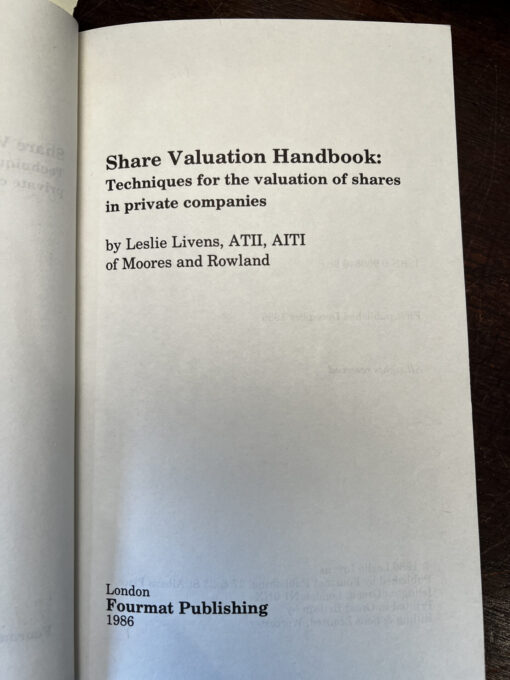 Share Valuation Handbook:
Techniques for the valuation of shares
in private companies
by Leslie Livens, ATII, AITI
of Moores and Rowland
London
Fourmat Publishing
1986